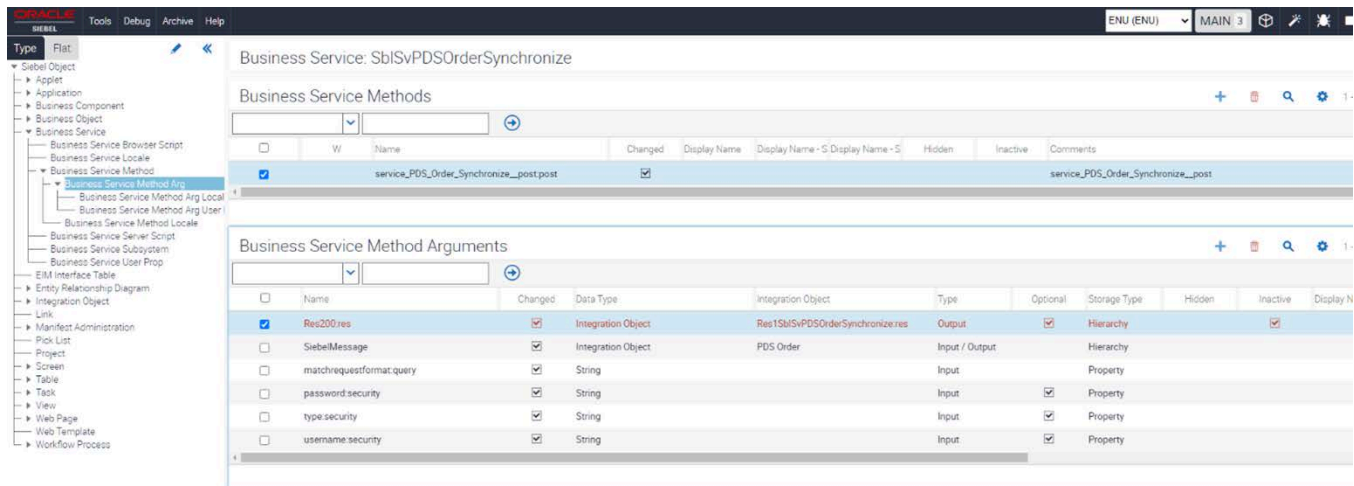 ORACLE
SIEBEL
Tools Debug Archive Help
ENU (ENU)
MAIN 3
Type Flat
Siebel Object
Applet
Application
Business Component
Business Object
Business Service
Business Service Browser Script
Business Service Locale
Business Service Method
Business Service Method Arg
Business Service Method Arg Local
Business Service Method Arg User
Business Service Method Locale
Business Service Server Script
Business Service Subsystem
Business Service User Prop
EIM Interface Table
Entity Relationship Diagram
Integration Object
Link
Manifest Administration
Pick List
Project
Screen
Table
Task
View
Web Page
Web Template
Workflow Process
Business Service: SblSvPDSOrderSynchronize
Business Service Methods
1 -
W Name Changed Display Name Display Name - S Display Name - S Hidden Inactive Comments
service_PDS_Order_Synchronize__post:post service_PDS_Order_Synchronize__post
Business Service Method Arguments
1 -
Name Changed Data Type Integration Object Type Optional Storage Type Hidden Inactive Display N
Res200:res Integration Object Res1SblSvPDSOrderSynchronize:res Output Hierarchy
SiebelMessage Integration Object PDS Order Input / Output Hierarchy
matchrequestformat:query String Input Property
password:security String Input Property
type:security String Input Property
username:security String Input Property